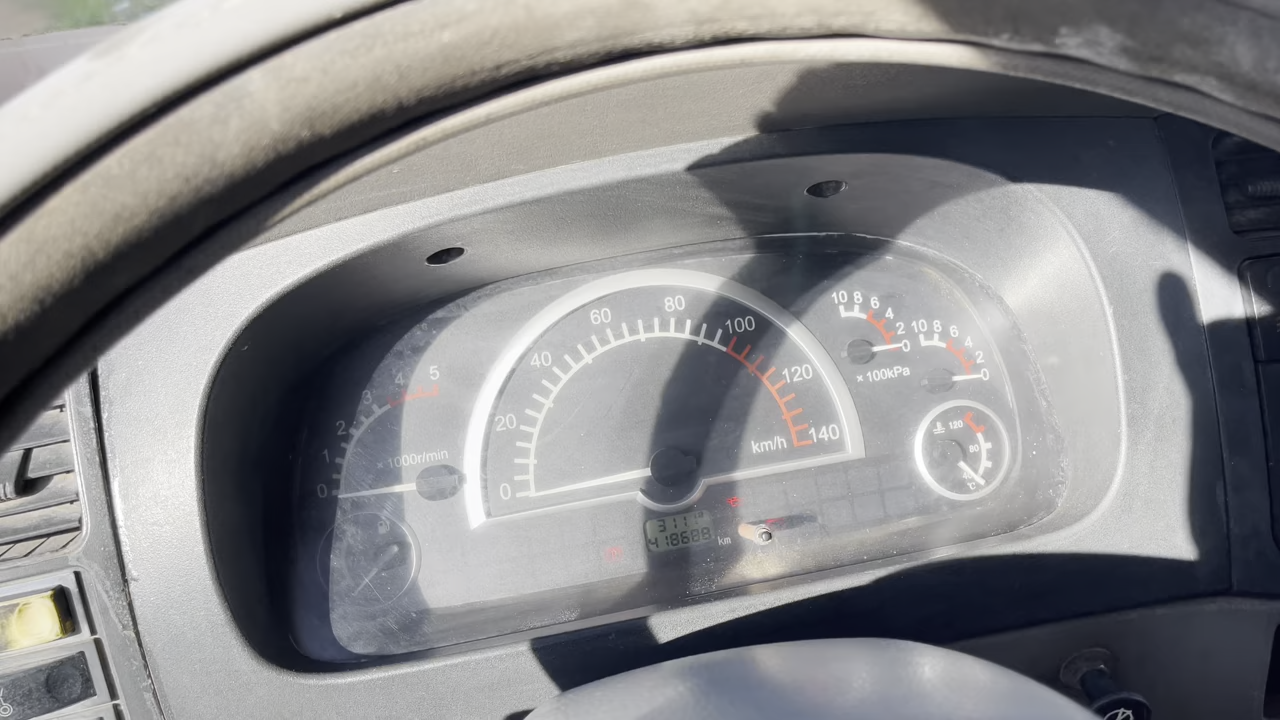 0 1 2 3 4 5
× 1000r/min
0 20 40 60 80 100 120 140
km/h
10 8 6 4 2 0
10 8 6 4 2 0
× 100kPa
120
80
418688 km